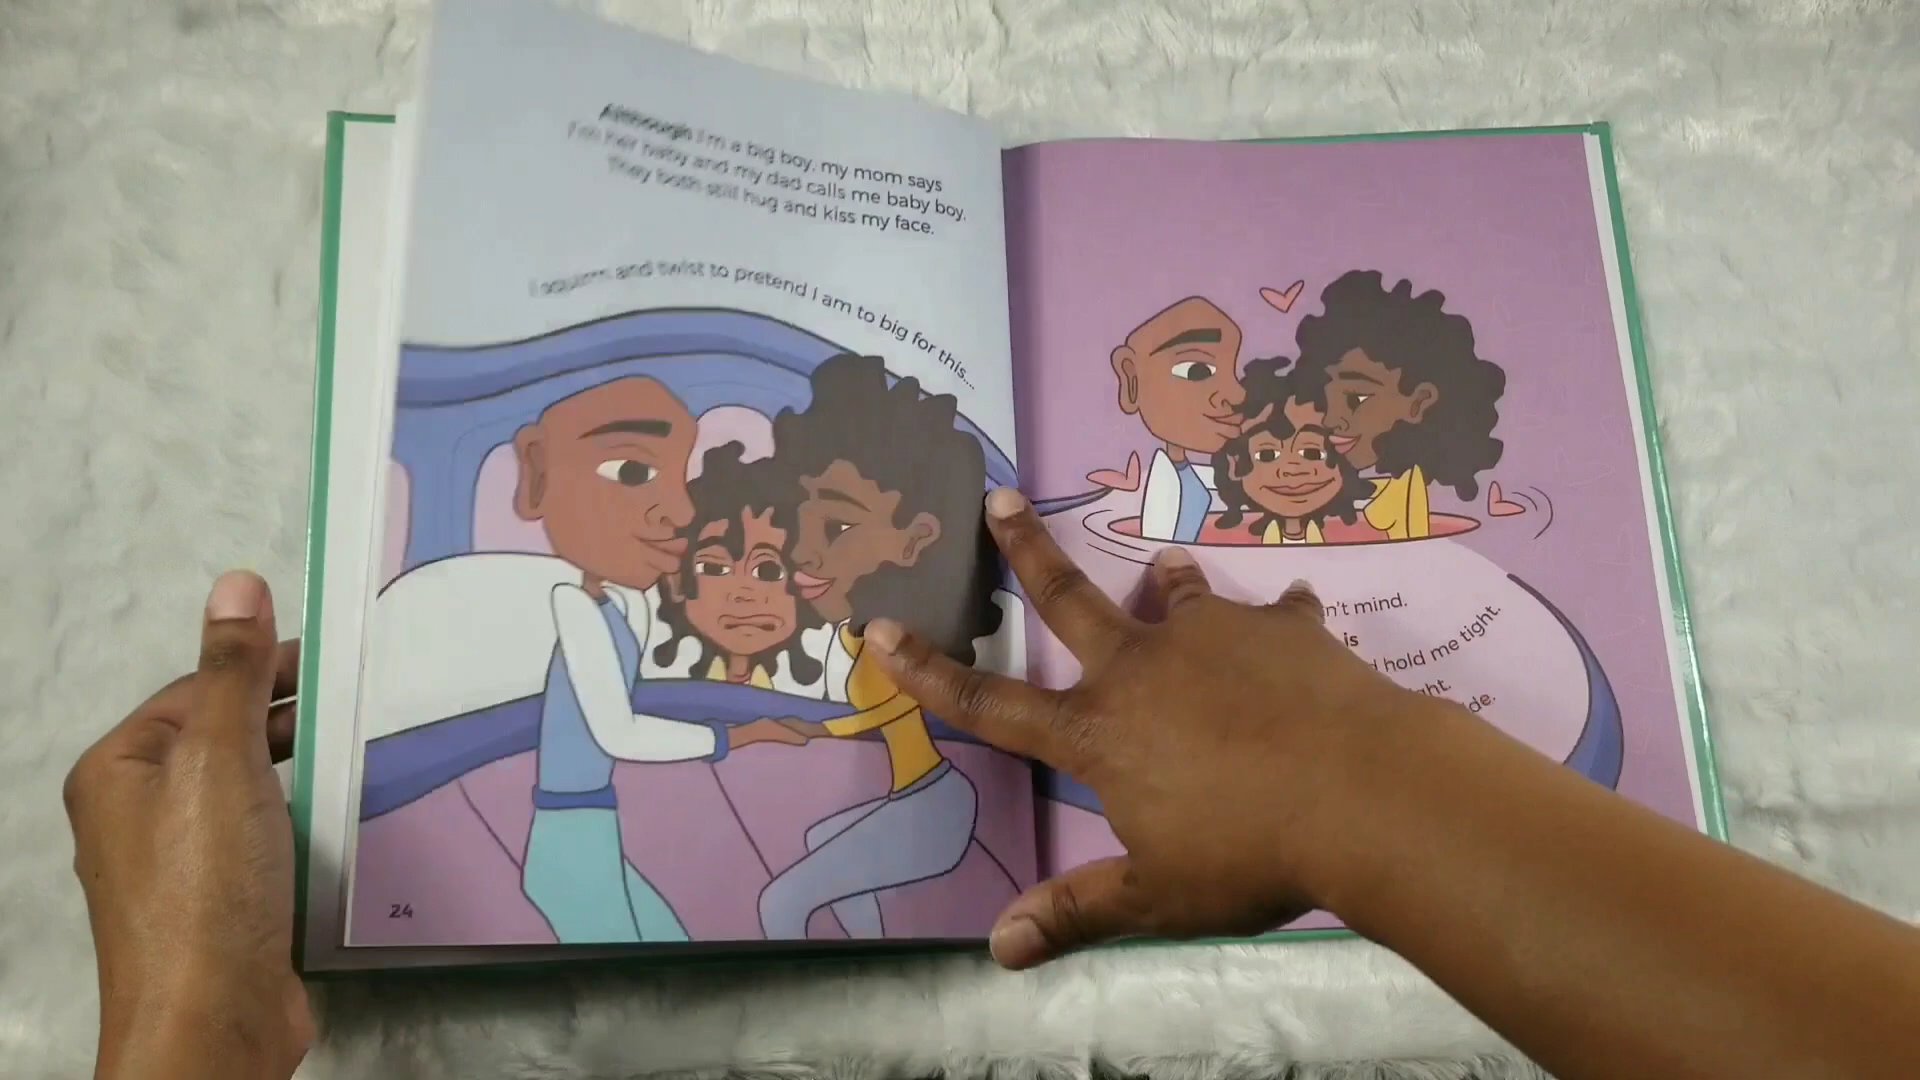 Although I'm a big boy, my mom says
I'm her baby and my dad calls me baby boy.
They both still hug and kiss my face.
I squirm and twist to pretend I am to big for this....
n't mind.
is
hold me tight.
24